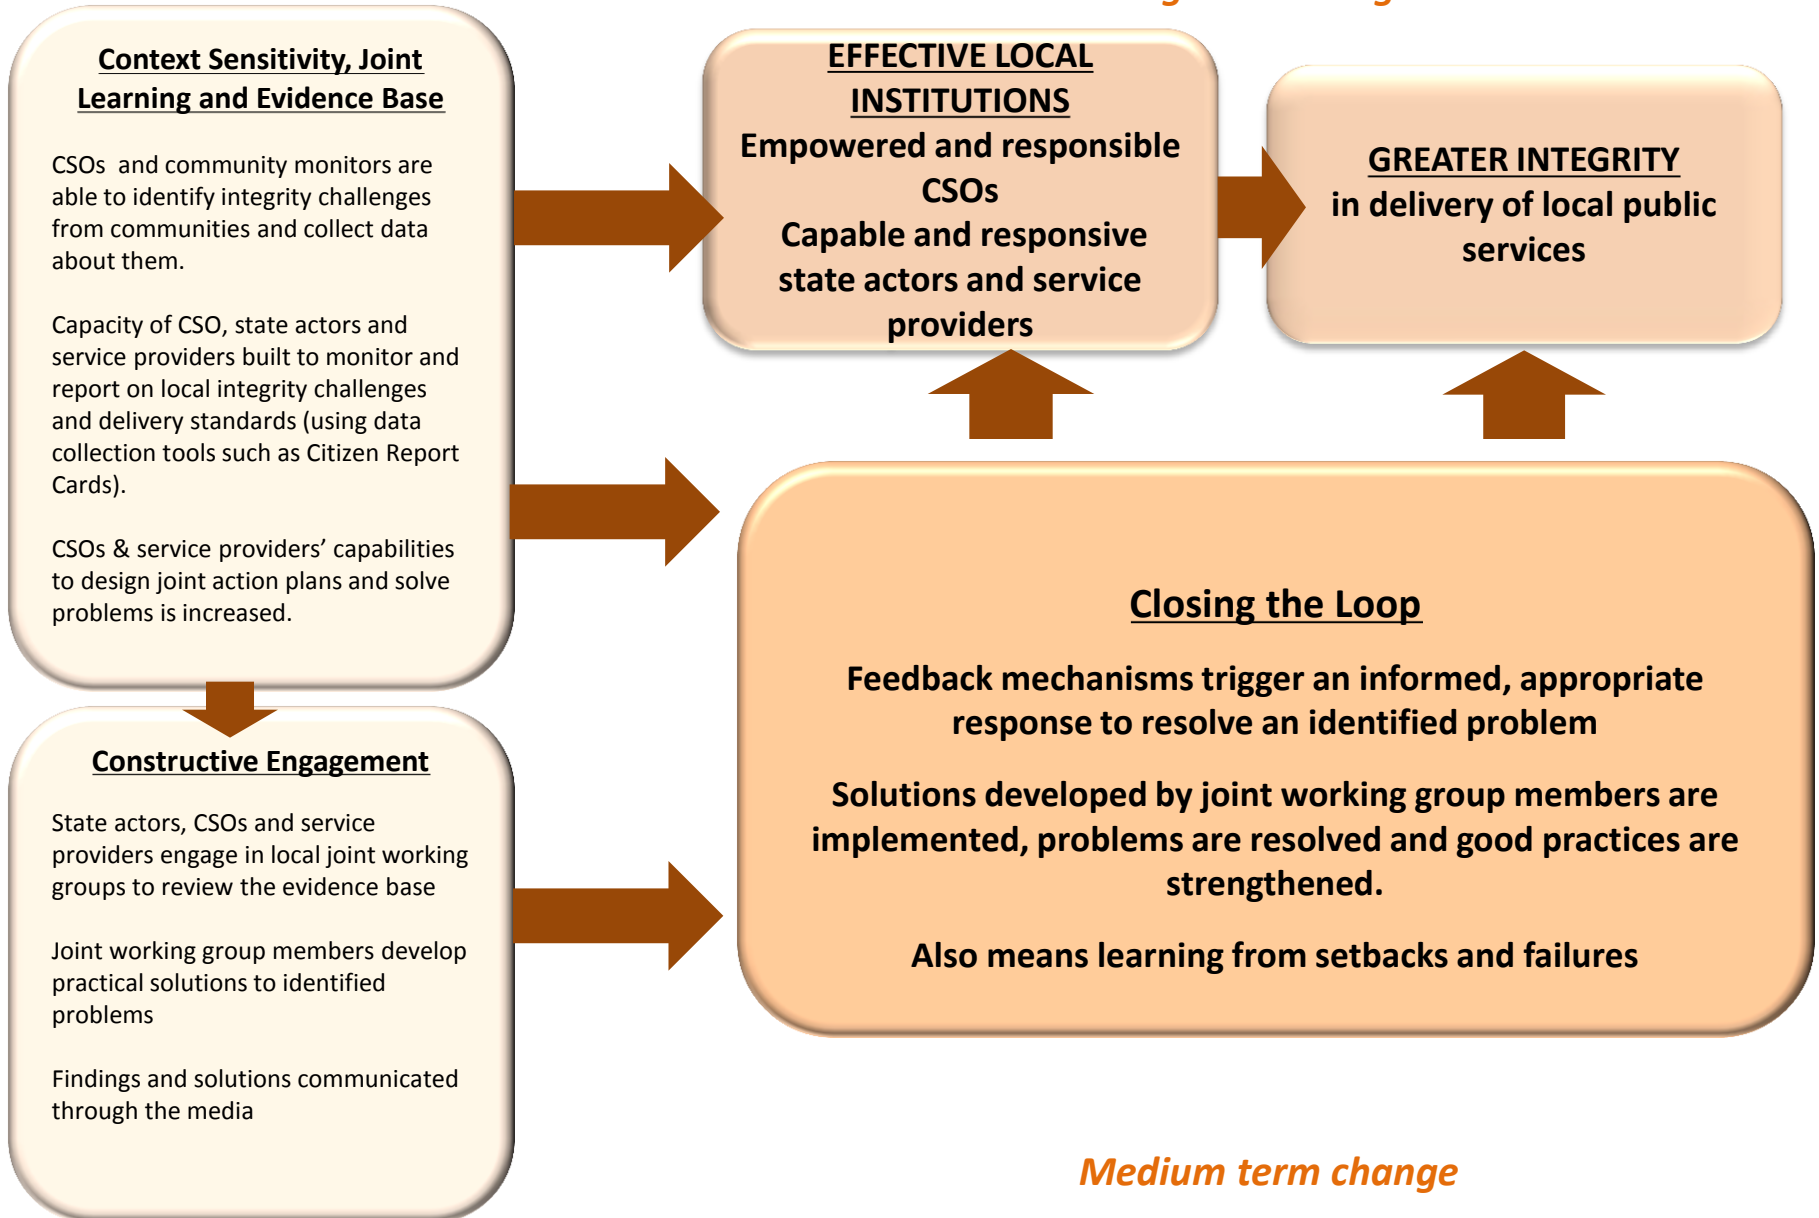 Context Sensitivity, Joint
Learning and Evidence Base
CSOs and community monitors are
able to identify integrity challenges
from communities and collect data
about them.
Capacity of CSO, state actors and
service providers built to monitor and
report on local integrity challenges
and delivery standards (using data
collection tools such as Citizen Report
Cards).
CSOs & service providers’ capabilities
to design joint action plans and solve
problems is increased.
Constructive Engagement
State actors, CSOs and service
providers engage in local joint working
groups to review the evidence base
Joint working group members develop
practical solutions to identified
problems
Findings and solutions communicated
through the media
EFFECTIVE LOCAL
INSTITUTIONS
Empowered and responsible
CSOs
Capable and responsive
state actors and service
providers
GREATER INTEGRITY
in delivery of local public
services
Closing the Loop
Feedback mechanisms trigger an informed, appropriate
response to resolve an identified problem
Solutions developed by joint working group members are
implemented, problems are resolved and good practices are
strengthened.
Also means learning from setbacks and failures
Medium term change